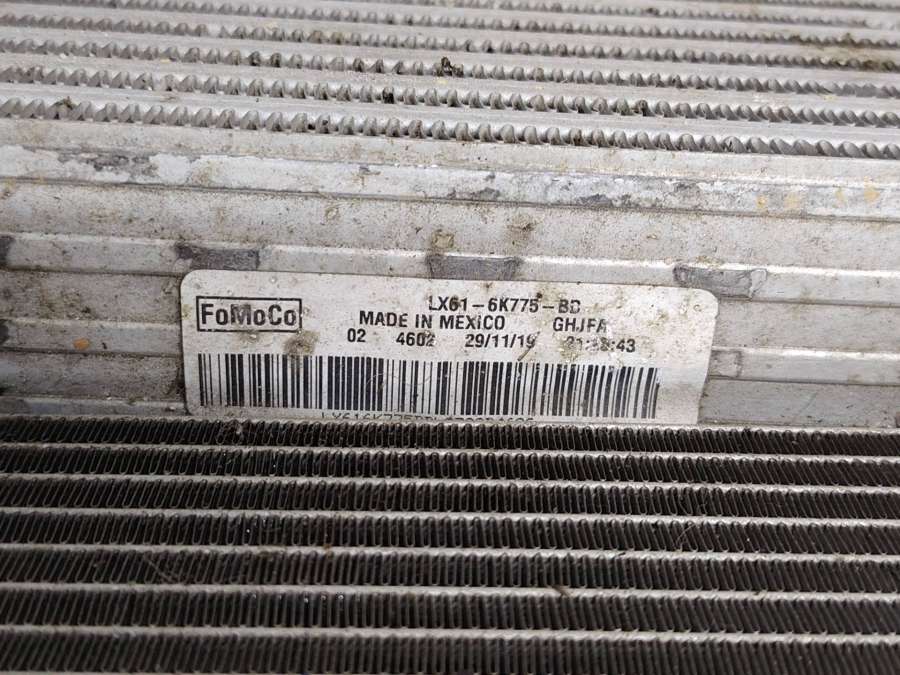 FoMoCo
LX61-6K775-BD
MADE IN MEXICO GHJFA
02 4602 29/11/19